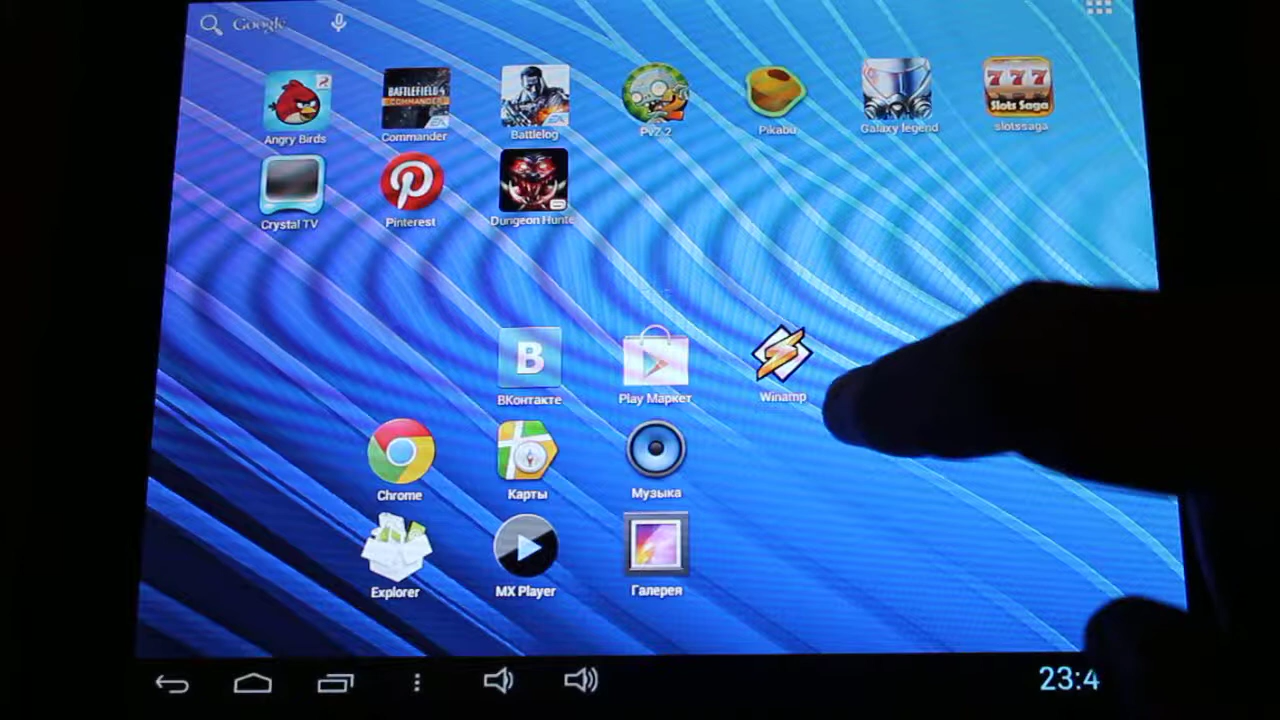 Google
Angry Birds
BATTLEFIELD 4
COMMANDER
Commander
Battlelog
PvZ 2
Pikabu
Galaxy legend
777
Slots Saga
slotssaga
Crystal TV
Pinterest
Dungeon Hunte
B
ВКонтакте
Play Маркет
Winamp
Chrome
Карты
Музыка
Explorer
MX Player
Галерея
23:4